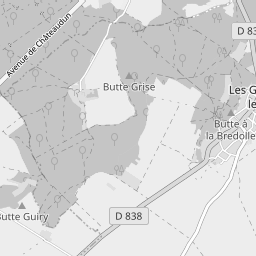 Avenue de Châteaudun
D 83
Butte Grise
Les G
le
Butte à
la Bredolle
Butte Guiry
D 838